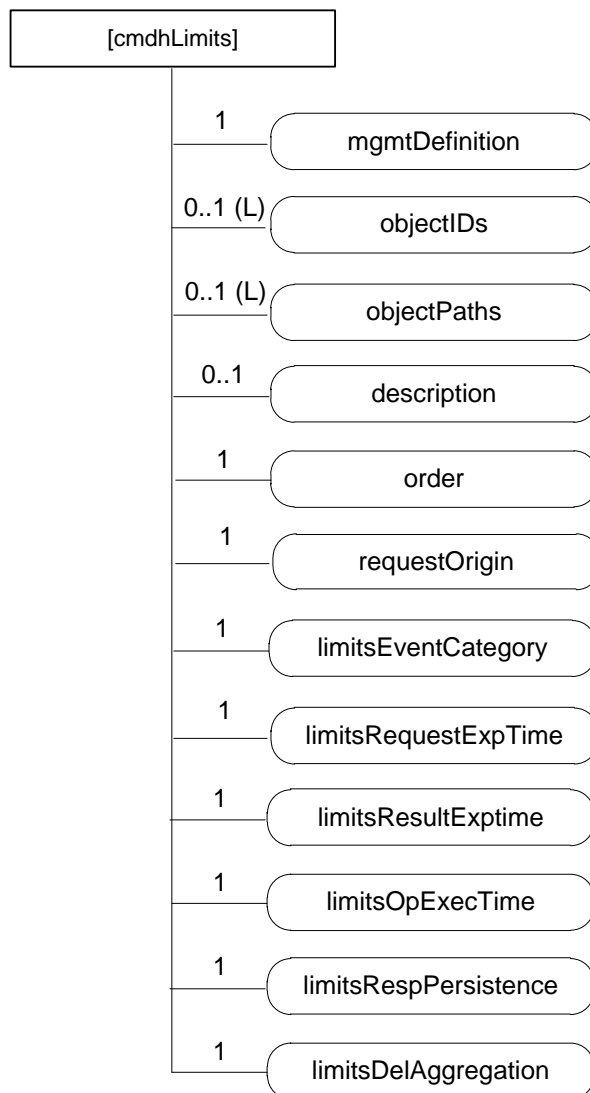 [cmdhLimits]
1
mgmtDefinition
0..1 (L)
objectIDs
0..1 (L)
objectPaths
0..1
description
1
order
1
requestOrigin
1
limitsEventCategory
1
limitsRequestExpTime
1
limitsResultExptime
1
limitsOpExecTime
1
limitsRespPersistence
1
limitsDelAggregation